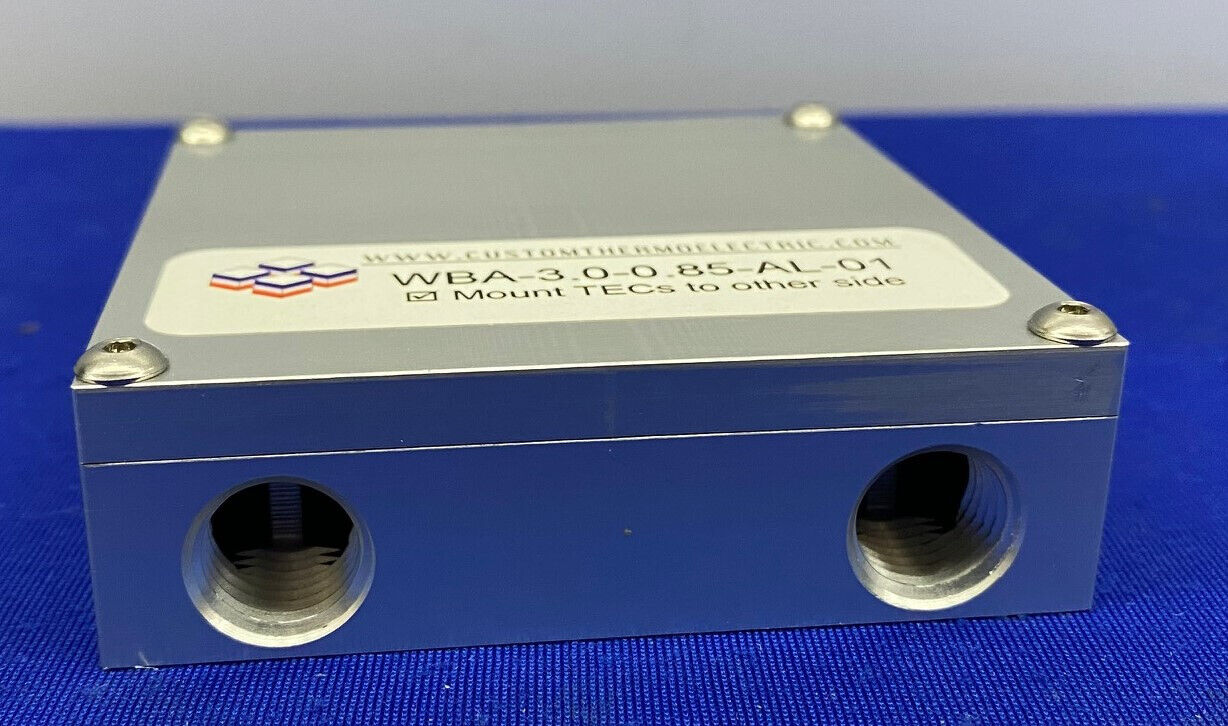 WWW.CUSTOMTHERMOELECTRIC.COM
WBA-3.0-0.85-AL-01
☑ Mount TECs to other side